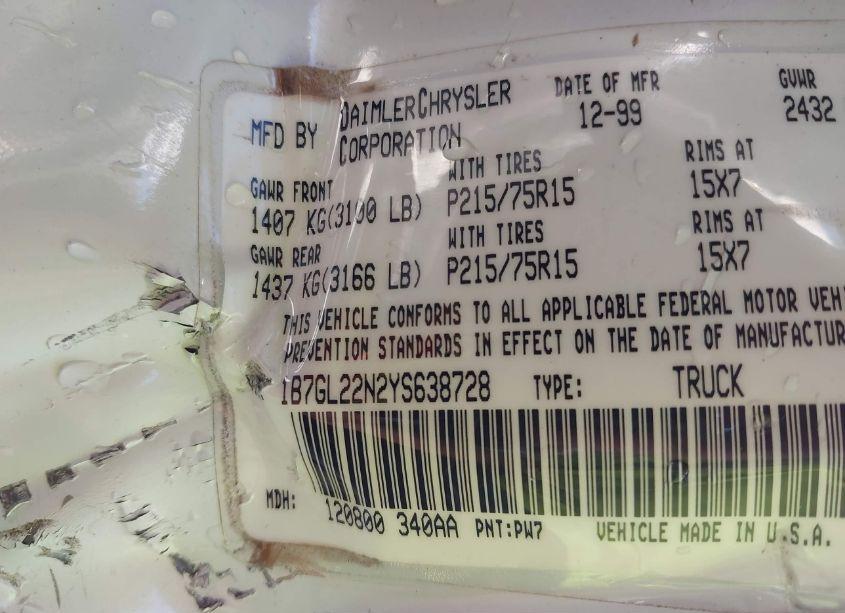 MFD BY DAIMLERCHRYSLER CORPORATION
DATE OF MFR 12-99
GVWR 2432
GAWR FRONT WITH TIRES RIMS AT
1407 KG(3100 LB) P215/75R15 15X7
GAWR REAR WITH TIRES RIMS AT
1437 KG(3166 LB) P215/75R15 15X7
THIS VEHICLE CONFORMS TO ALL APPLICABLE FEDERAL MOTOR VEH
PREVENTION STANDARDS IN EFFECT ON THE DATE OF MANUFACTUR
1B7GL22N2YS638728 TYPE: TRUCK
MDH: 120800 340AA PNT:PW7 VEHICLE MADE IN U.S.A.